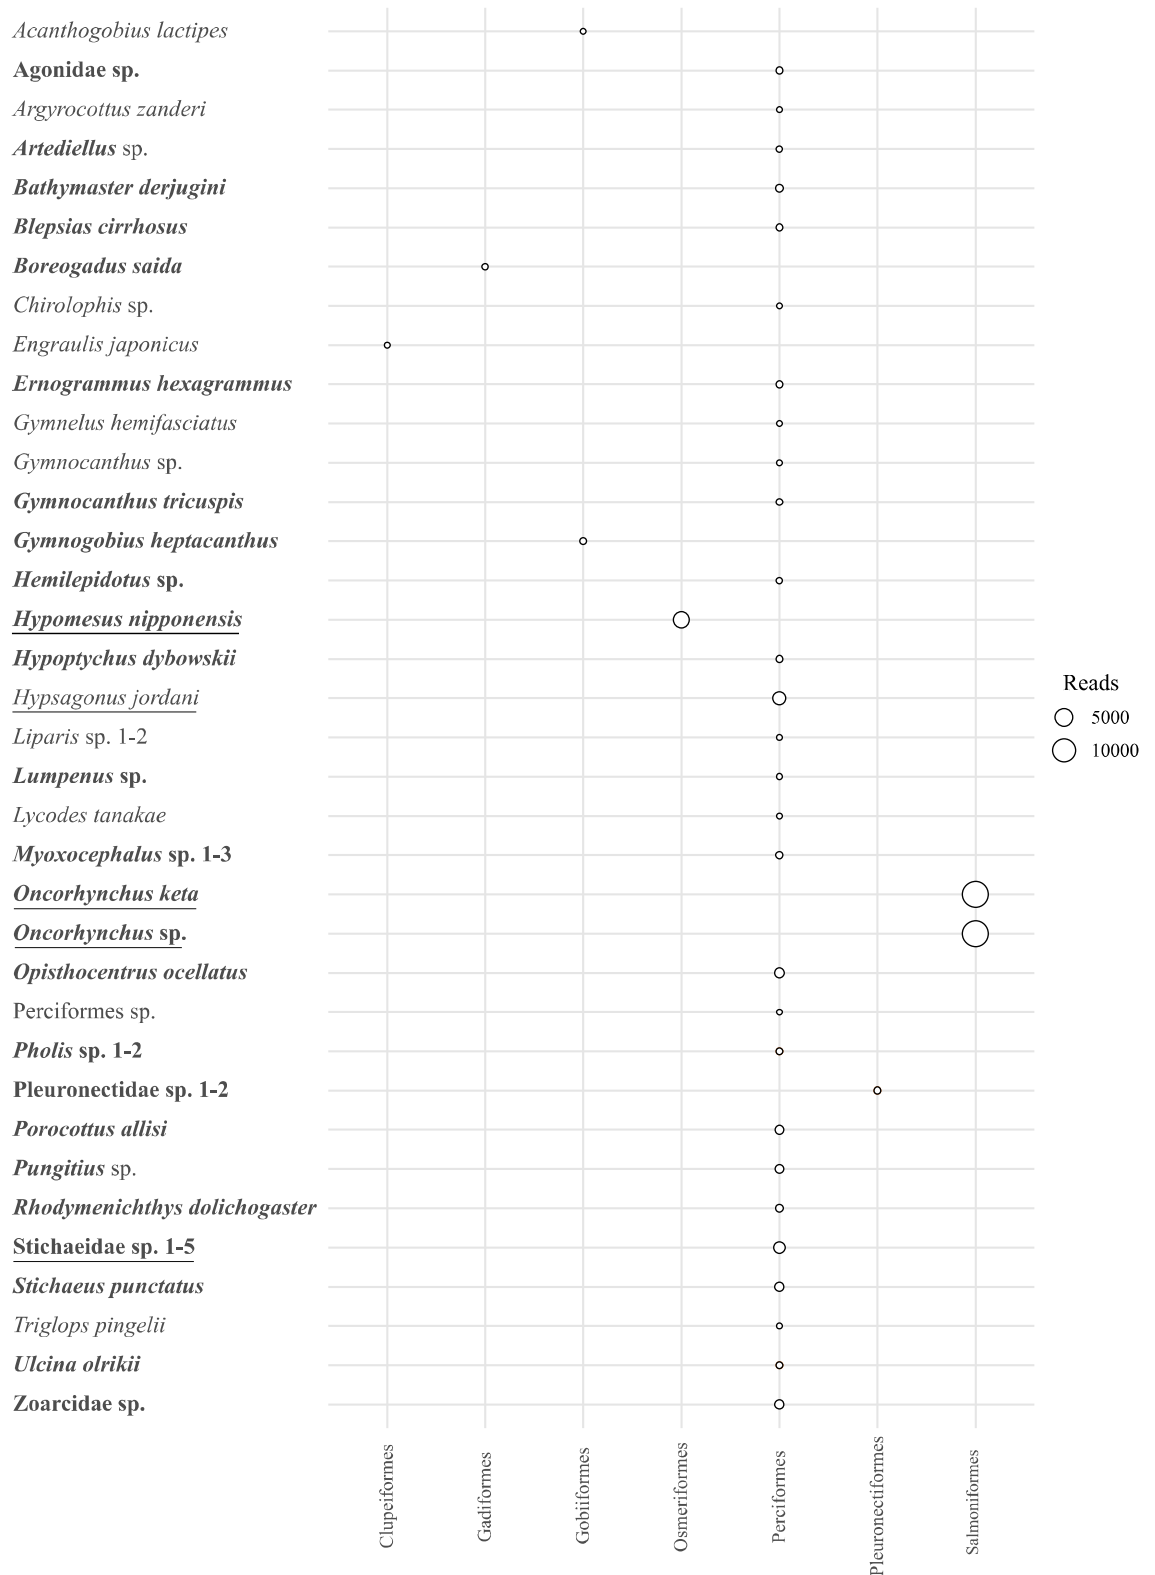 Acanthogobius lactipes
Agonidae sp.
Argyrocottus zanderi
Artediellus sp.
Bathymaster derjugini
Blepsias cirrhosus
Boreogadus saida
Chirolophis sp.
Engraulis japonicus
Ernogrammus hexagrammus
Gymnelus hemifasciatus
Gymnocanthus sp.
Gymnocanthus tricuspis
Gymnogobius heptacanthus
Hemilepidotus sp.
Hypomesus nipponensis
Hypoptychus dybowskii
Hypsagonus jordani
Liparis sp. 1-2
Lumpenus sp.
Lycodes tanakae
Myoxocephalus sp. 1-3
Oncorhynchus keta
Oncorhynchus sp.
Opisthocentrus ocellatus
Perciformes sp.
Pholis sp. 1-2
Pleuronectidae sp. 1-2
Porocottus allisi
Pungitius sp.
Rhodymenichthys dolichogaster
Stichaeidae sp. 1-5
Stichaeus punctatus
Triglops pingelii
Ulcina olrikii
Zoarcidae sp.
Reads
5000
10000
Clupeiformes
Gadiformes
Gobiiformes
Osmeriformes
Perciformes
Pleuronectiformes
Salmoniformes